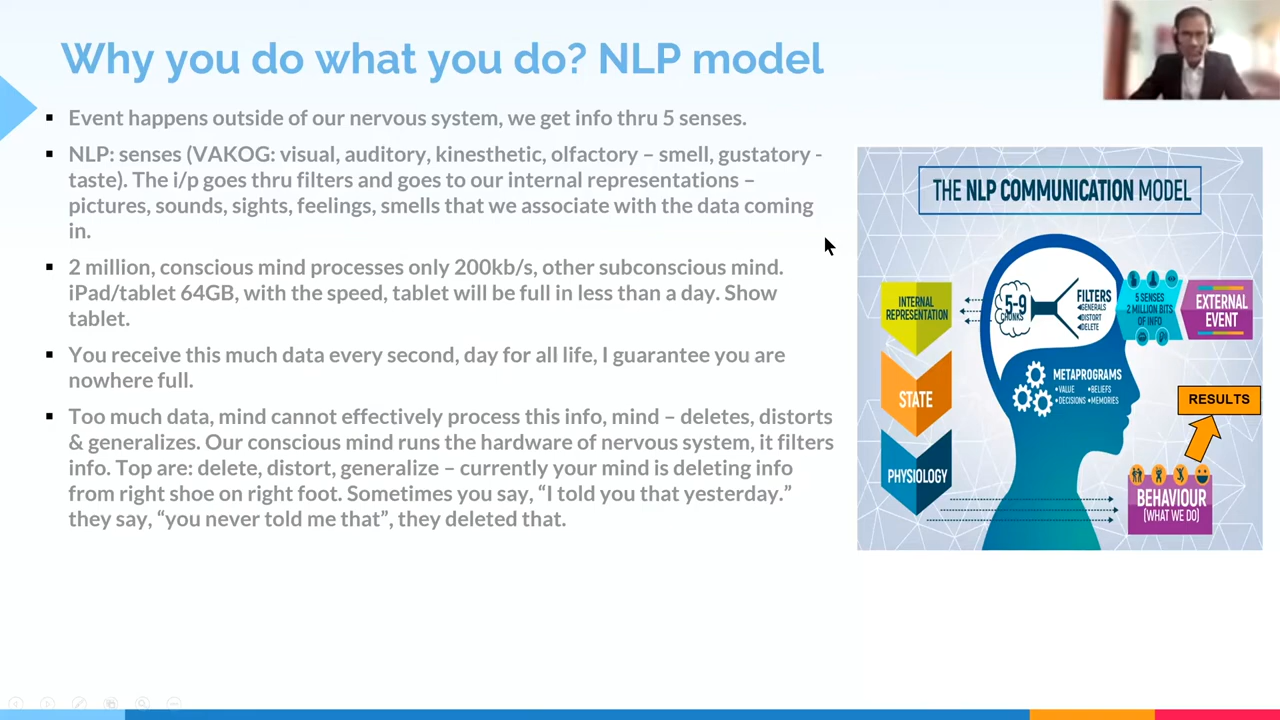 Why you do what you do? NLP model
Event happens outside of our nervous system, we get info thru 5 senses.
NLP: senses (VAKOG: visual, auditory, kinesthetic, olfactory – smell, gustatory -
taste). The i/p goes thru filters and goes to our internal representations –
pictures, sounds, sights, feelings, smells that we associate with the data coming
in.
2 million, conscious mind processes only 200kb/s, other subconscious mind.
iPad/tablet 64GB, with the speed, tablet will be full in less than a day. Show
tablet.
You receive this much data every second, day for all life, I guarantee you are
nowhere full.
Too much data, mind cannot effectively process this info, mind – deletes, distorts
& generalizes. Our conscious mind runs the hardware of nervous system, it filters
info. Top are: delete, distort, generalize – currently your mind is deleting info
from right shoe on right foot. Sometimes you say, “I told you that yesterday.”
they say, “you never told me that”, they deleted that.
THE NLP COMMUNICATION MODEL
INTERNAL
REPRESENTATION
STATE
PHYSIOLOGY
5-9
CHUNKS
FILTERS
GENERALS
DISTORT
DELETE
5 SENSES
2 MILLION BITS
OF INFO
EXTERNAL
EVENT
METAPROGRAMS
•VALUE •BELIEFS
•DECISIONS •MEMORIES
RESULTS
BEHAVIOUR
(WHAT WE DO)